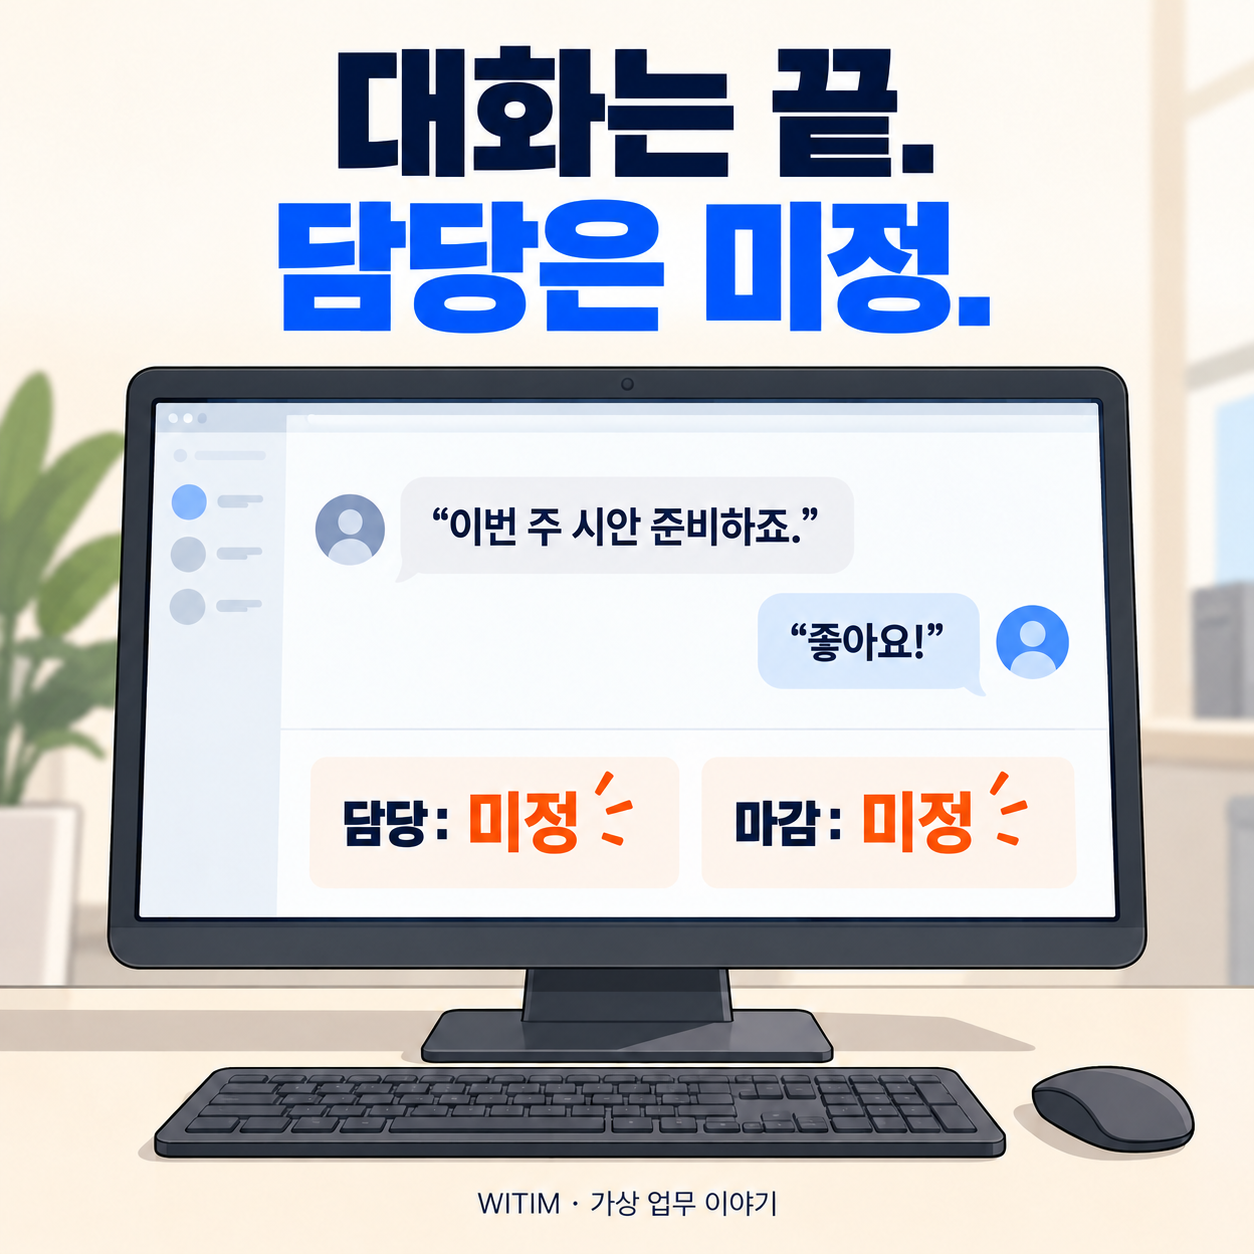 대화는 끝.
담당은 미정.
“이번 주 시안 준비하죠.”
“좋아요!”
담당: 미정
마감: 미정
WITIM · 가상 업무 이야기